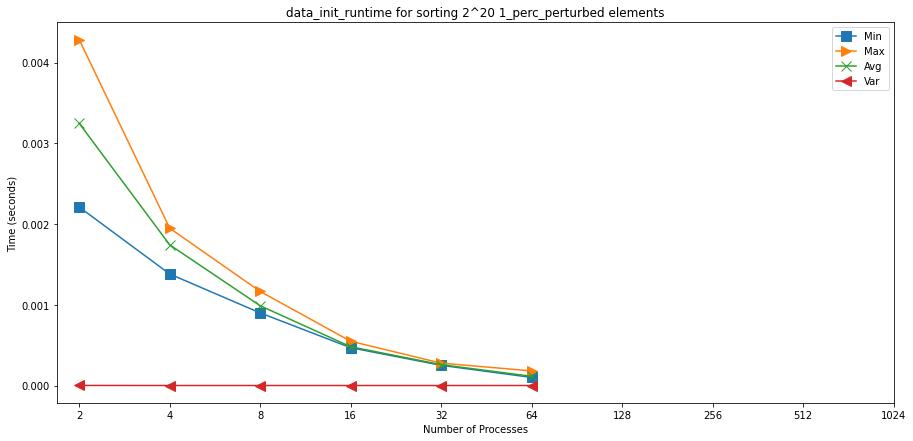 data_init_runtime for sorting 2^20 1_perc_perturbed elements
Min
Max
Avg
Var
Time (seconds)
0.004
0.003
0.002
0.001
0.000
2 4 8 16 32 64 128 256 512 1024
Number of Processes